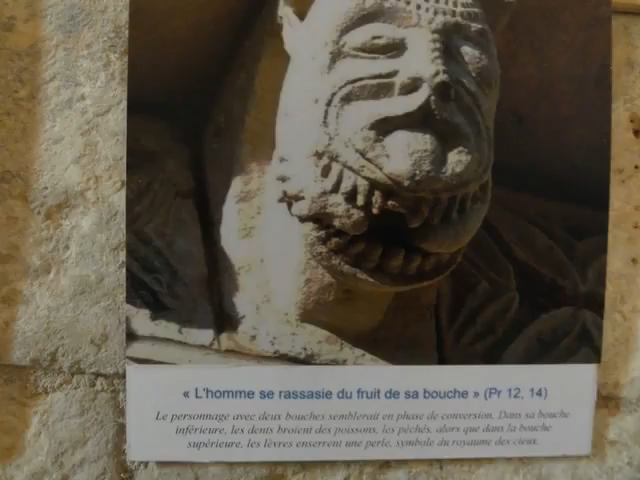 « L'homme se rassasie du fruit de sa bouche » (Pr 12, 14)
Le personnage avec deux bouches semblerait en phase de conversion. Dans sa bouche
inférieure, les dents broient des poissons, les péchés, alors que dans la bouche
supérieure, les lèvres enserrent une perle, symbole du royaume des cieux.